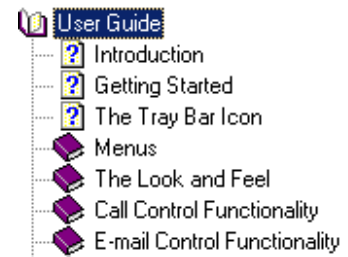 User Guide
Introduction
Getting Started
The Tray Bar Icon
Menus
The Look and Feel
Call Control Functionality
E-mail Control Functionality